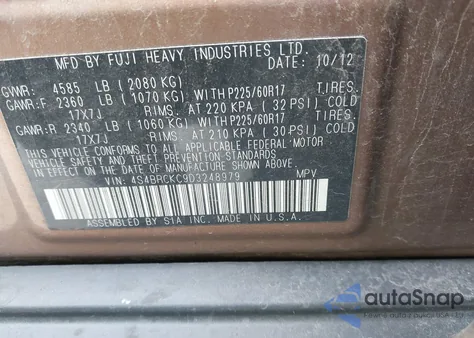 MFD BY FUJI HEAVY INDUSTRIES LTD.
DATE: 10/12
GVWR: 4585 LB (2080 KG)
GAWR:F 2360 LB (1070 KG) WITH P225/60R17 TIRES.
17X7J RIMS. AT 220 KPA (32 PSI) COLD
GAWR:R 2340 LB (1060 KG) WITH P225/60R17 TIRES.
17X7J RIMS. AT 210 KPA (30 PSI) COLD
THIS VEHICLE CONFORMS TO ALL APPLICABLE FEDERAL MOTOR
VEHICLE SAFETY AND THEFT PREVENTION STANDARDS
IN EFFECT ON THE DATE OF MANUFACTURE SHOWN ABOVE.
VIN: 4S4BRCKC9D3248979 MPV
ASSEMBLED BY SIA INC. MADE IN U.S.A.
autoSnap